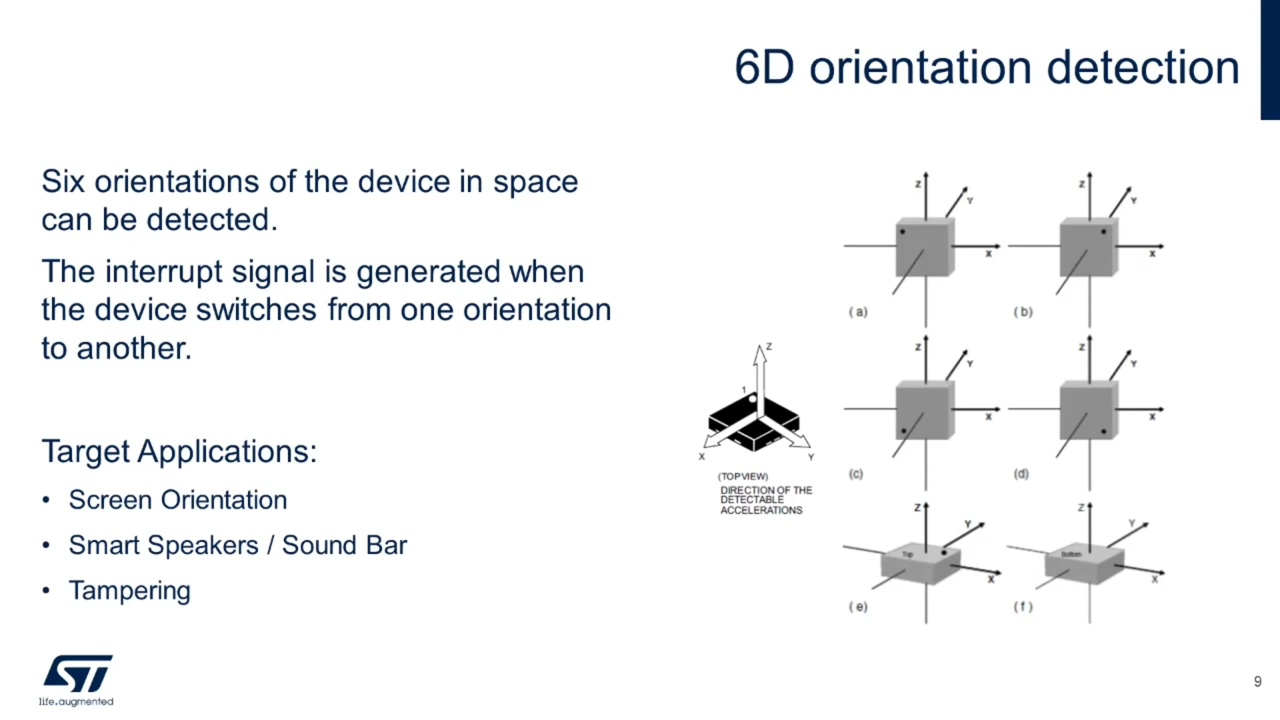 6D orientation detection
Six orientations of the device in space
can be detected.
The interrupt signal is generated when
the device switches from one orientation
to another.
Target Applications:
• Screen Orientation
• Smart Speakers / Sound Bar
• Tampering
Z
1
X
Y
(TOP VIEW)
DIRECTION OF THE
DETECTABLE
ACCELERATIONS
Z
Y
X
(a)
Z
Y
X
(b)
Z
Y
X
(c)
Z
Y
X
(d)
Z
Y
Top
X
(e)
Z
Y
Bottom
X
(f)
ST
life.augmented
9